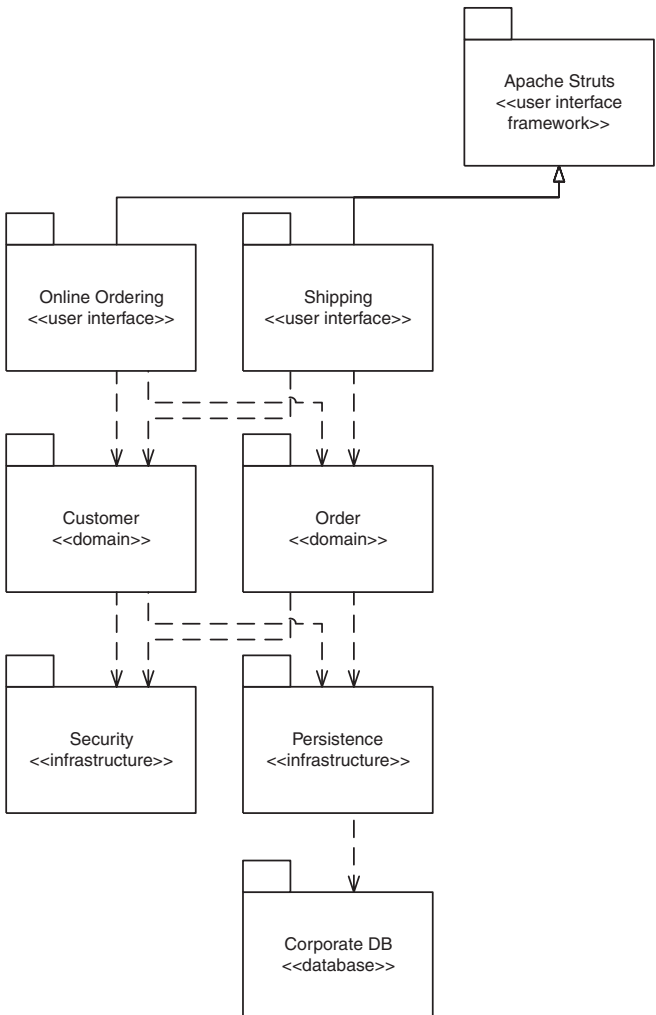 Apache Struts
<<user interface
framework>>
Online Ordering
<<user interface>>
Shipping
<<user interface>>
Customer
<<domain>>
Order
<<domain>>
Security
<<infrastructure>>
Persistence
<<infrastructure>>
Corporate DB
<<database>>